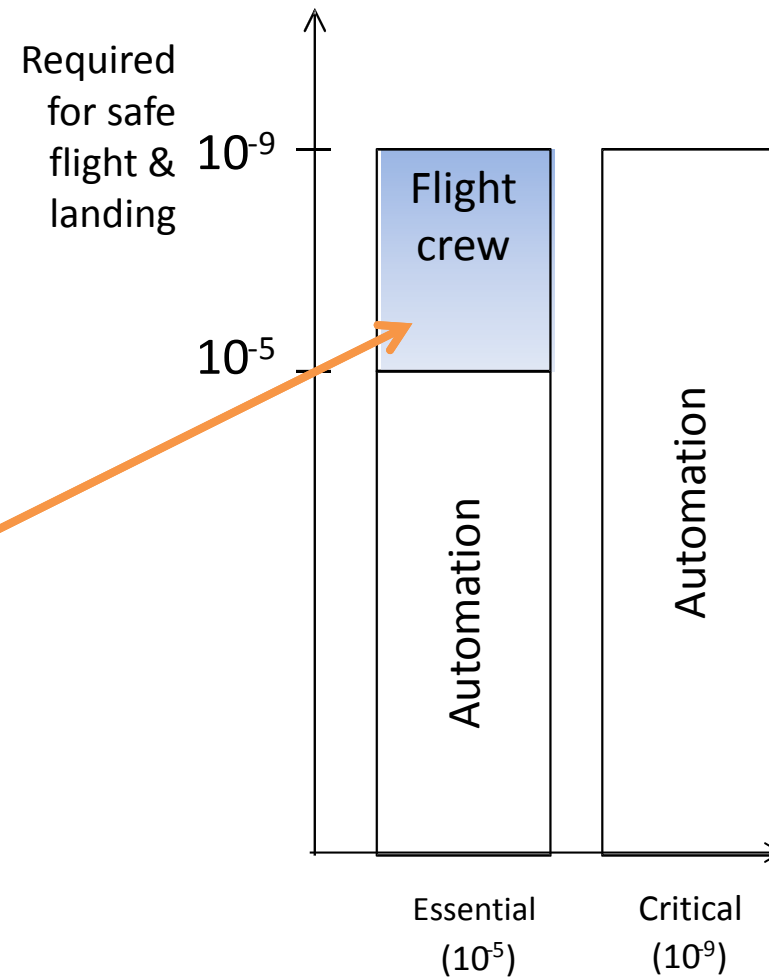 Required
for safe
flight &
landing
10⁻⁹
10⁻⁵
Flight
crew
Automation
Automation
Essential
(10⁻⁵)
Critical
(10⁻⁹)